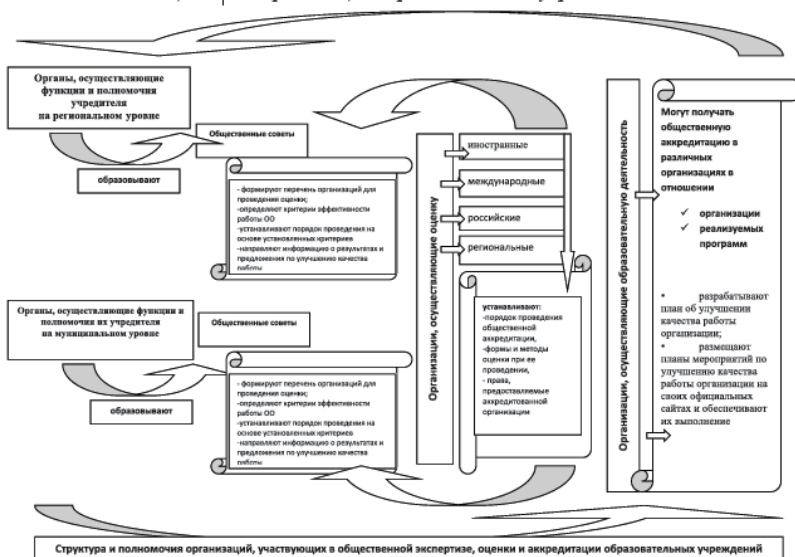 Органы, осуществляющие
функции и полномочия
учредителя
на региональном уровне
Общественные советы
образовывают
- формируют перечень организаций для
проведения оценки;
-определяют критерии эффективности
работы ОО
-устанавливают порядок проведения на
основе установленных критериев
-направляют информацию о результатах и
предложения по улучшению качества
работы
Органы, осуществляющие функции и
полномочия их учредителя
на муниципальном уровне
Общественные советы
образовывают
- формируют перечень организаций для
проведения оценки;
-определяют критерии эффективности
работы ОО
-устанавливают порядок проведения на
основе установленных критериев
-направляют информацию о результатах и
предложения по улучшению качества
работы
Организации, осуществляющие оценку
иностранные
международные
российские
региональные
устанавливают:
-порядок проведения
общественной
аккредитации,
-формы и методы
оценки при ее
проведении,
- права,
предоставляемые
аккредитованной
организации
Организации, осуществляющие образовательную деятельность
Могут получать
общественную
аккредитацию в
различных
организациях в
отношении
✓ организации
✓ реализуемых
программ
• разрабатывают
план об улучшении
качества работы
организации;
• размещают
планы мероприятий по
улучшению качества
работы организации на
своих официальных
сайтах и обеспечивают
их выполнение
Структура и полномочия организаций, участвующих в общественной экспертизе, оценки и аккредитации образовательных учреждений